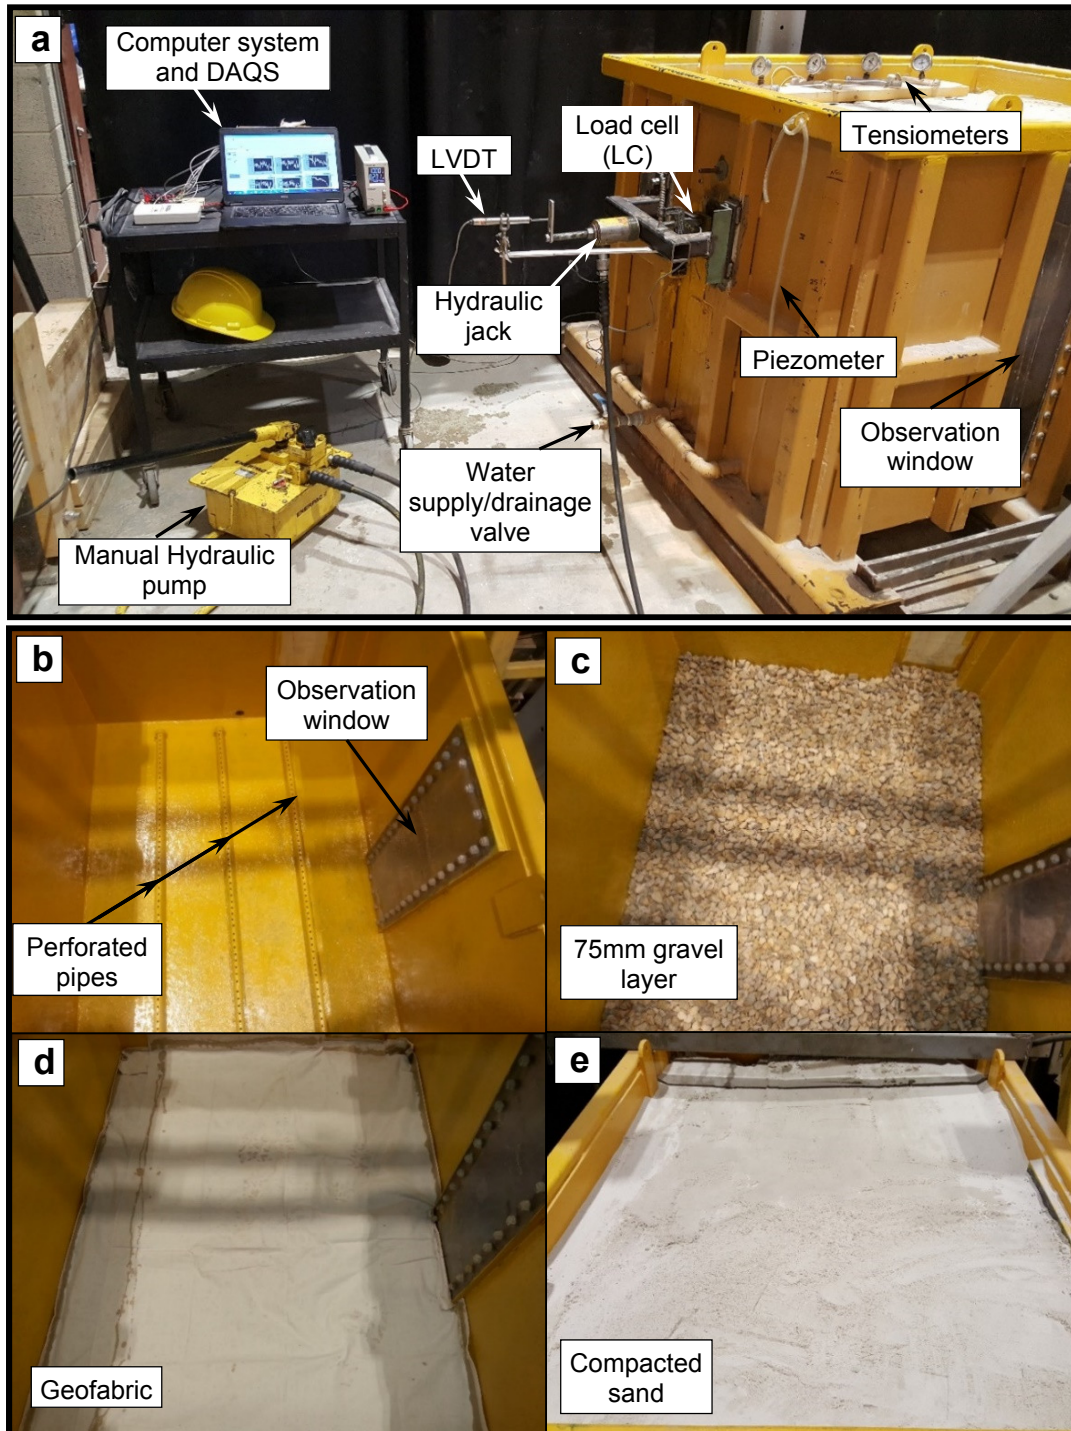 a
Computer system
and DAQS
LVDT
Load cell
(LC)
Tensiometers
Hydraulic
jack
Piezometer
Observation
window
Water
supply/drainage
valve
Manual Hydraulic
pump
b
Observation
window
Perforated
pipes
c
75mm gravel
layer
d
Geofabric
e
Compacted
sand